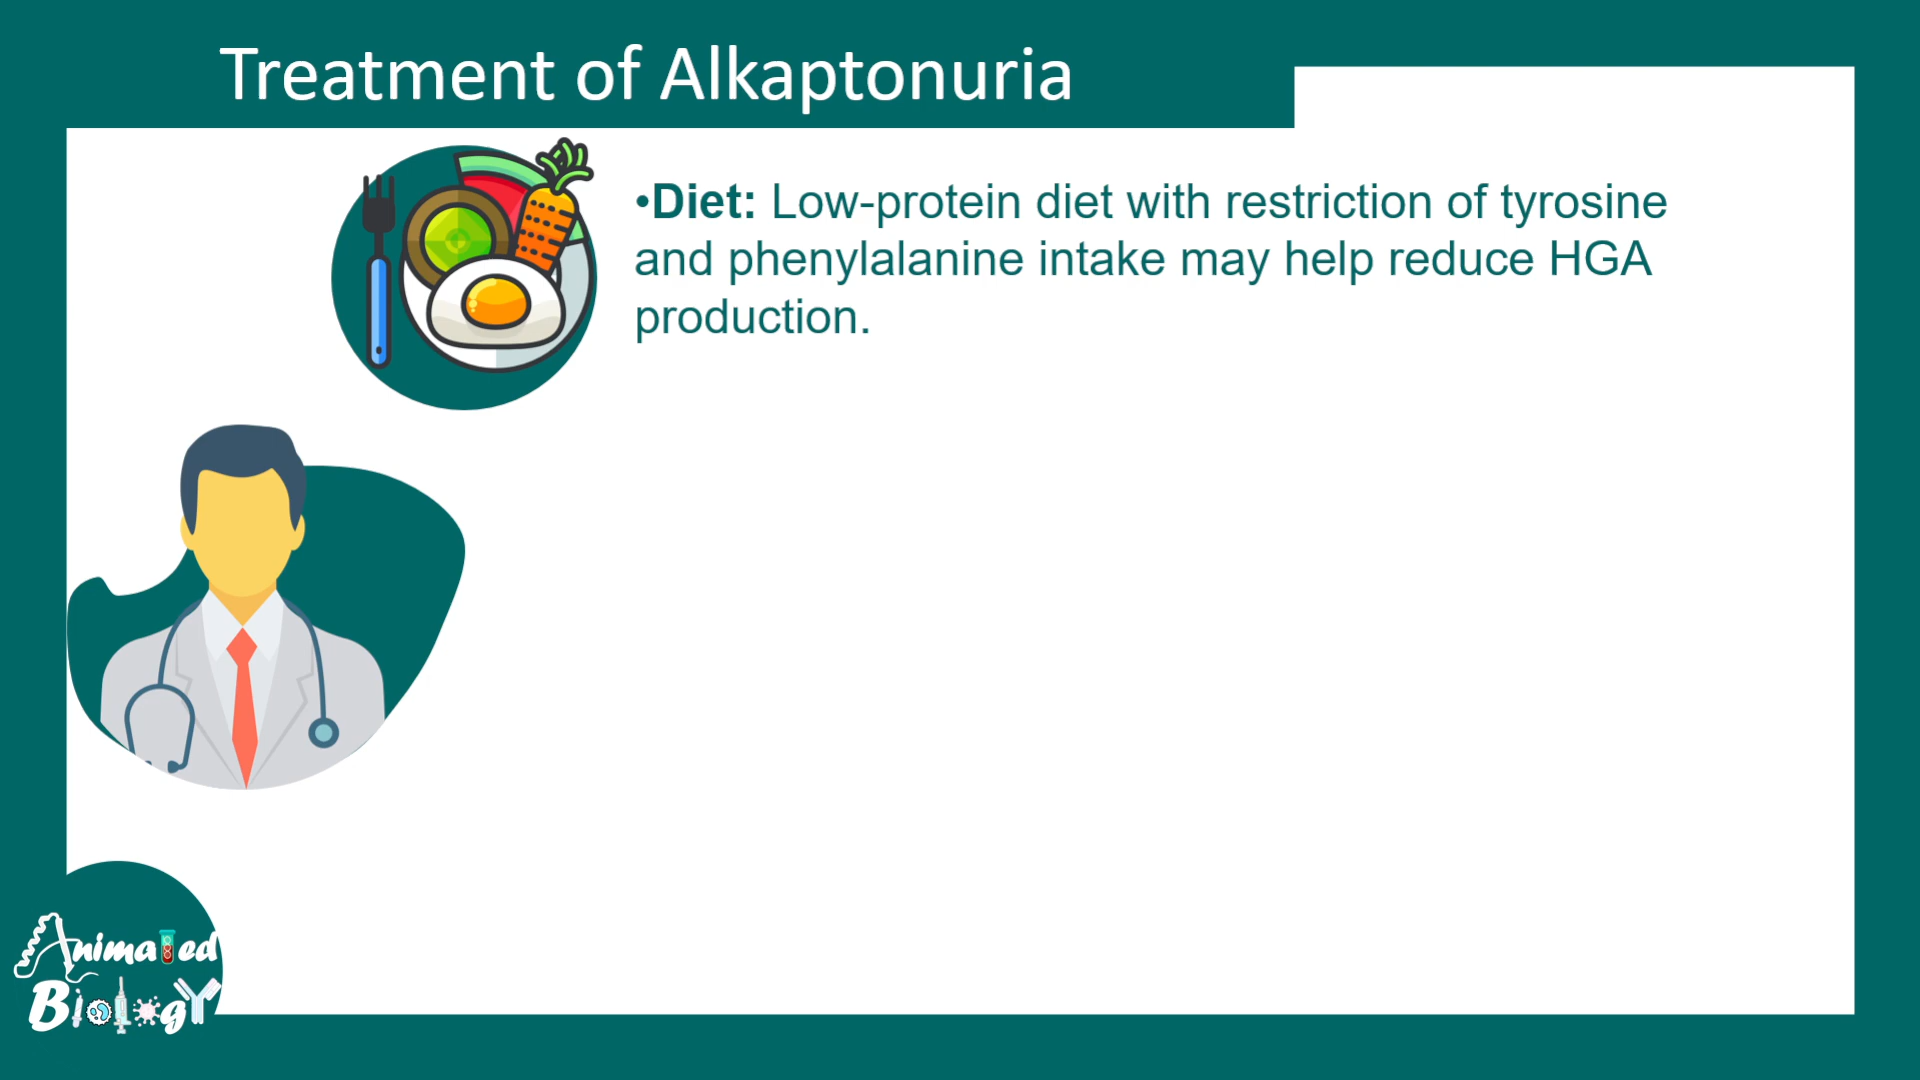 Treatment of Alkaptonuria
•Diet: Low-protein diet with restriction of tyrosine
and phenylalanine intake may help reduce HGA
production.
Animated
Biology